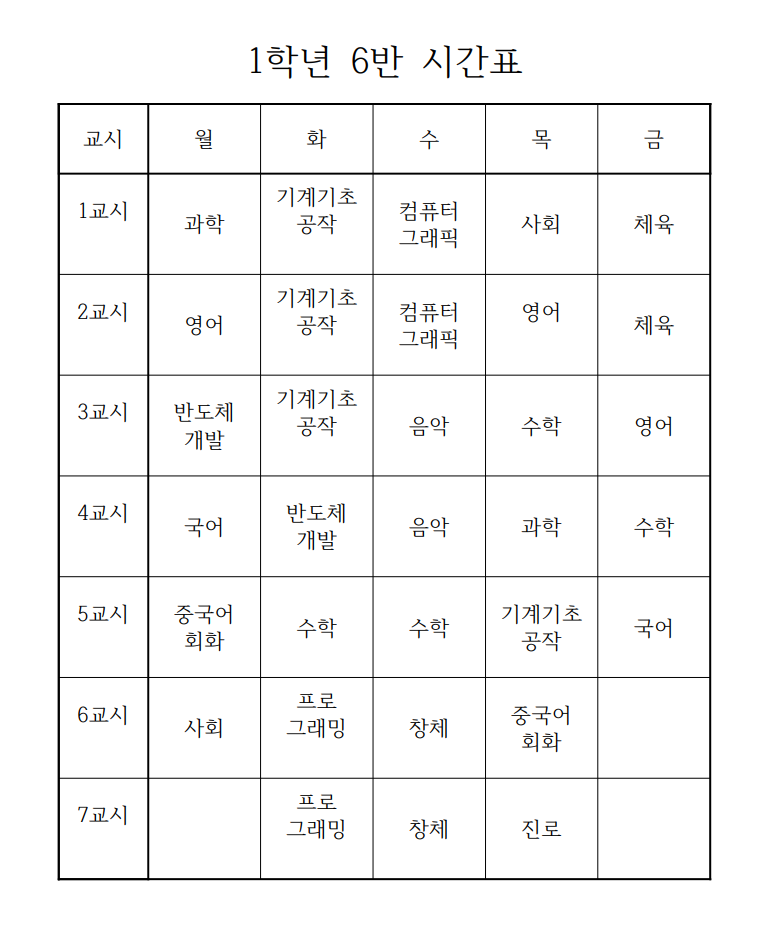 1학년 6반 시간표
교시 월 화 수 목 금
1교시 과학 기계기초 공작 컴퓨터 그래픽 사회 체육
2교시 영어 기계기초 공작 컴퓨터 그래픽 영어 체육
3교시 반도체 개발 기계기초 공작 음악 수학 영어
4교시 국어 반도체 개발 음악 과학 수학
5교시 중국어 회화 수학 수학 기계기초 공작 국어
6교시 사회 프로 그래밍 창체 중국어 회화
7교시 프로 그래밍 창체 진로